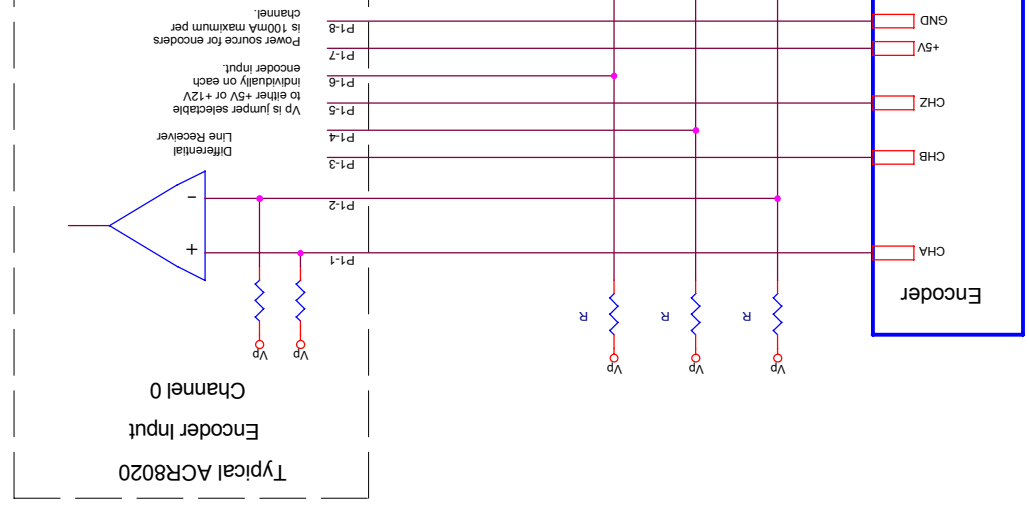 Typical ACR8020
Encoder Input
Channel 0
Vp
Vp
Vp
Vp
Vp
R
R
R
Encoder
CHA
P1-1
+
P1-2
-
CHB
P1-3
Differential
Line Receiver
P1-4
CHZ
P1-5
Vp is jumper selectable
to either +5V or +12V
individually on each
encoder input.
P1-6
+5V
P1-7
GND
P1-8
Power source for encoders
is 100mA maximum per
channel.